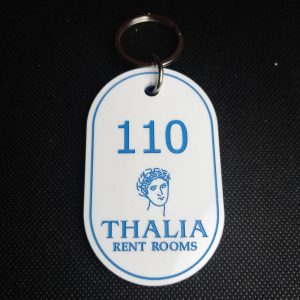 110
THALIA
RENT ROOMS